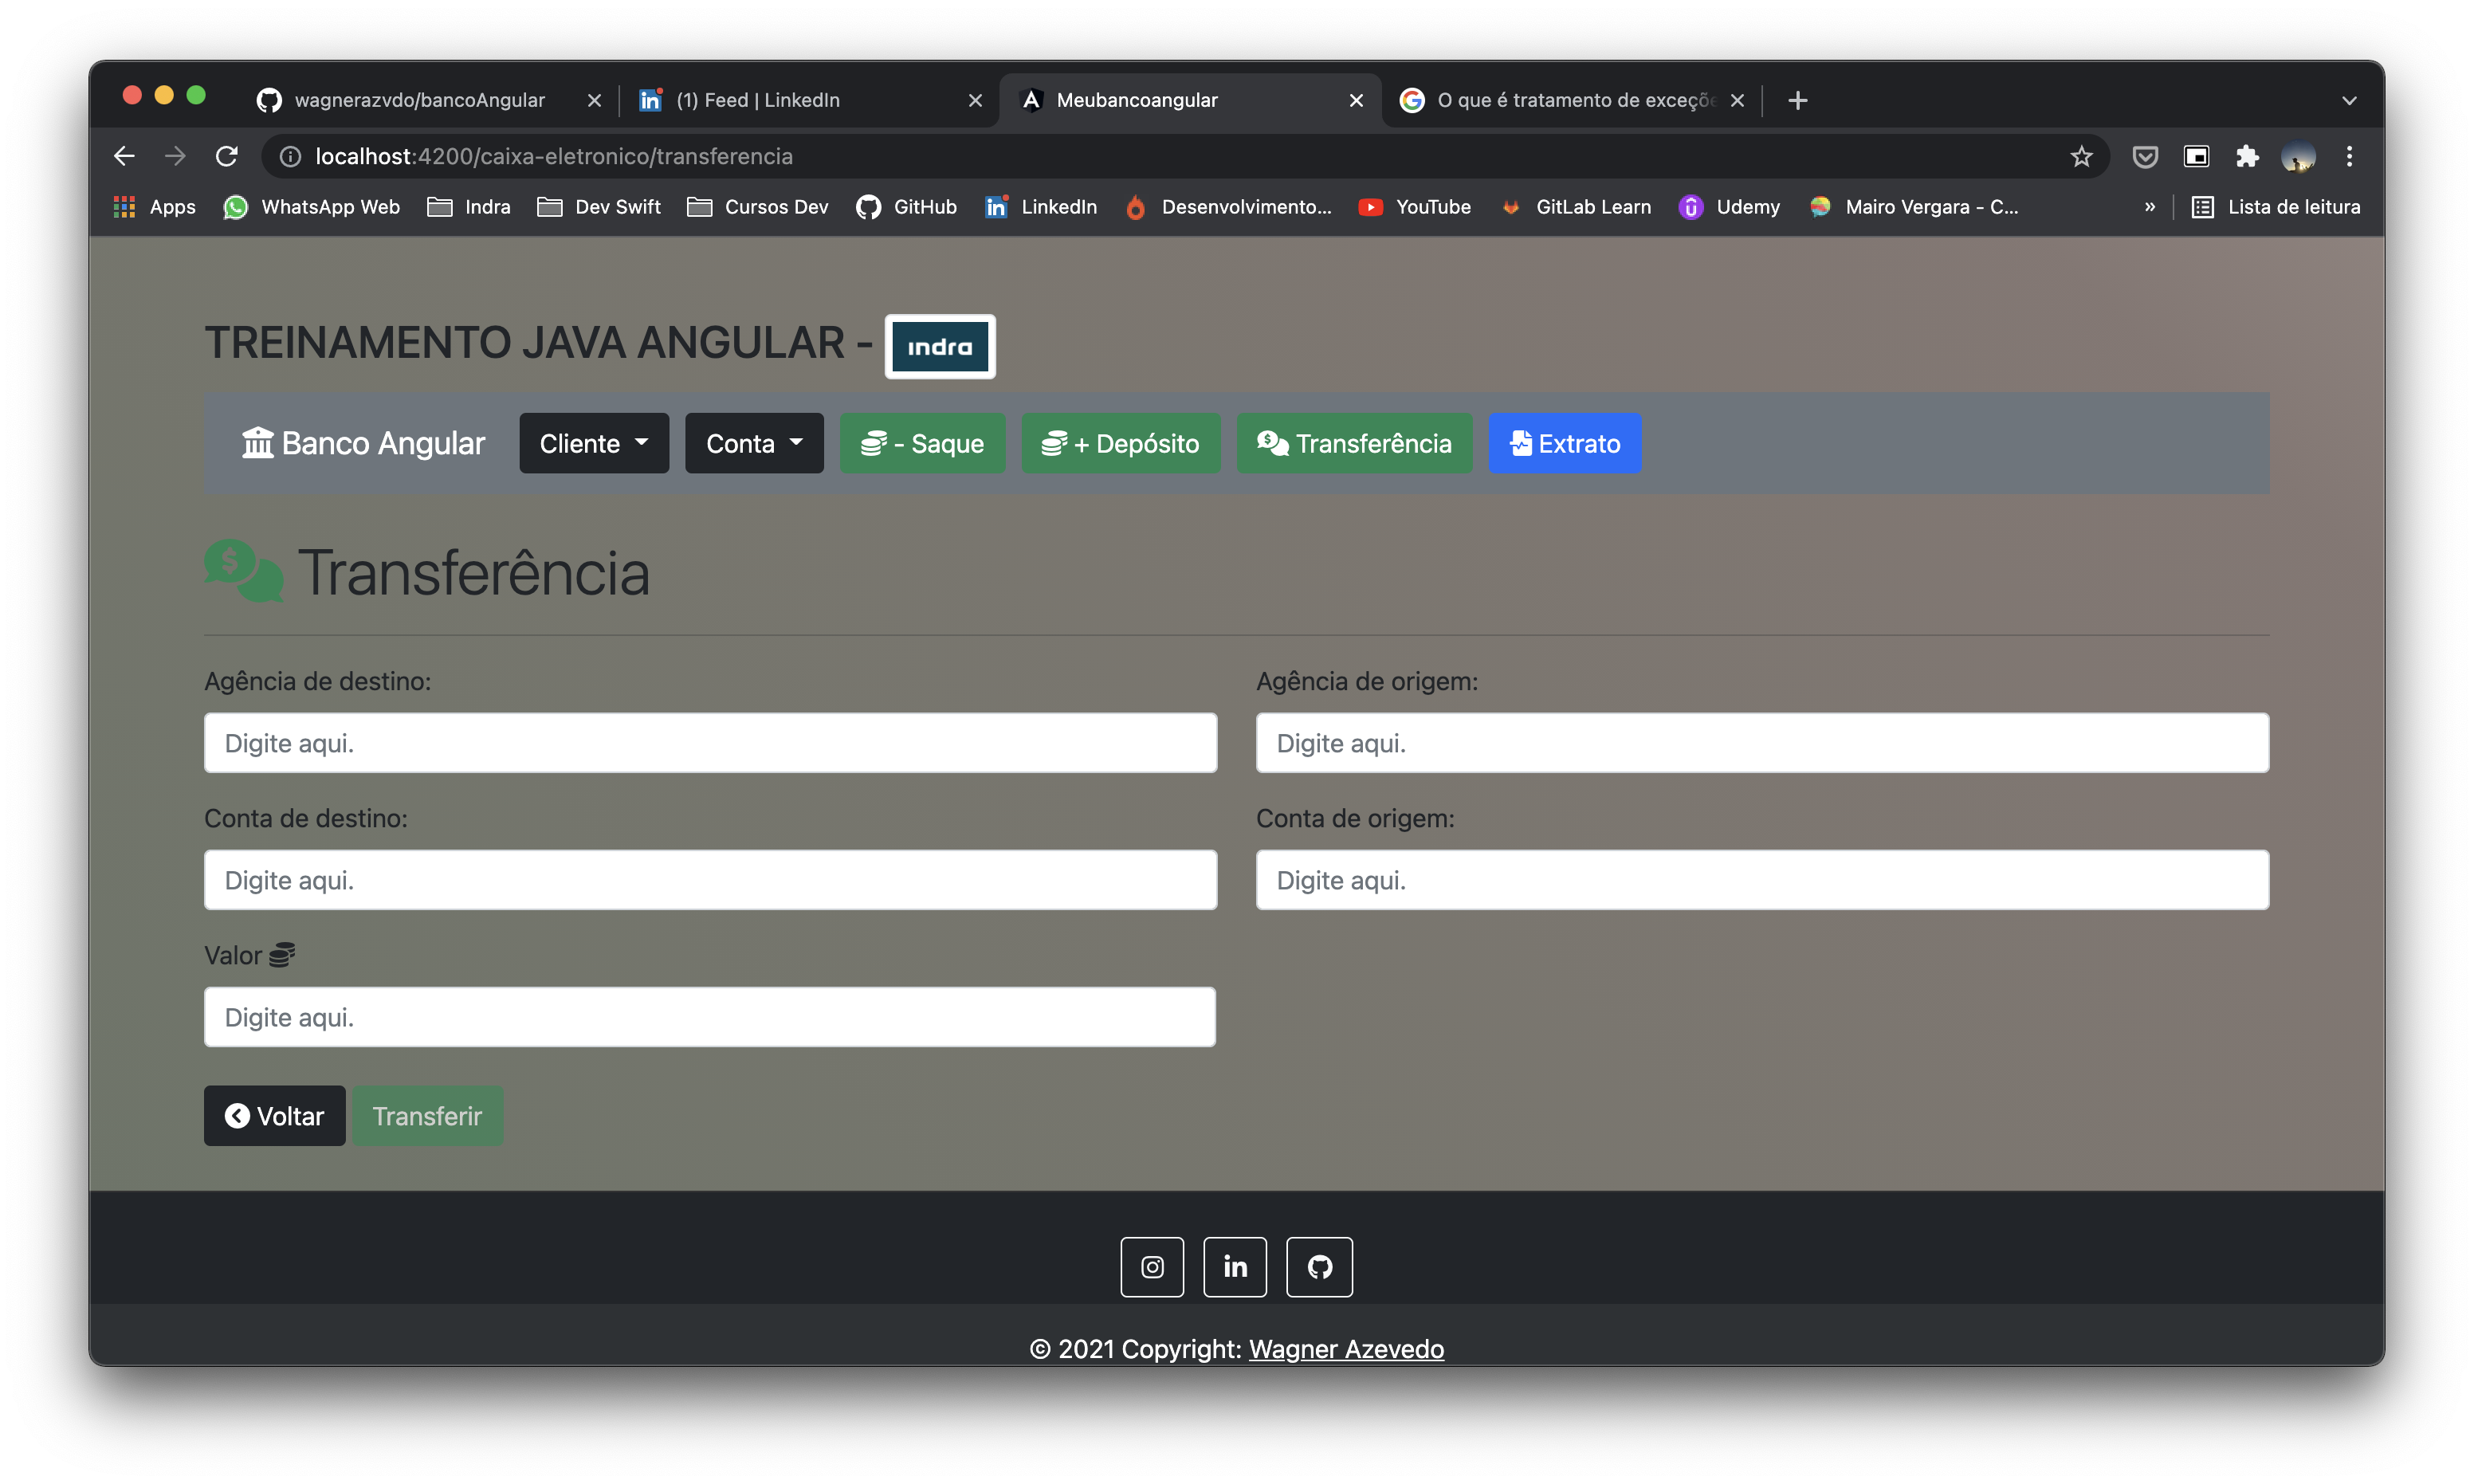 wagnerazvdo/bancoAngular (1) Feed | LinkedIn Meubancoangular O que é tratamento de exceçõe
localhost:4200/caixa-eletronico/transferencia
Apps WhatsApp Web Indra Dev Swift Cursos Dev GitHub LinkedIn Desenvolvimento... YouTube GitLab Learn Udemy Mairo Vergara - C... » Lista de leitura
TREINAMENTO JAVA ANGULAR - indra
Banco Angular Cliente Conta - Saque + Depósito Transferência Extrato
Transferência
Agência de destino: Agência de origem:
Digite aqui. Digite aqui.
Conta de destino: Conta de origem:
Digite aqui. Digite aqui.
Valor
Digite aqui.
Voltar Transferir
© 2021 Copyright: Wagner Azevedo